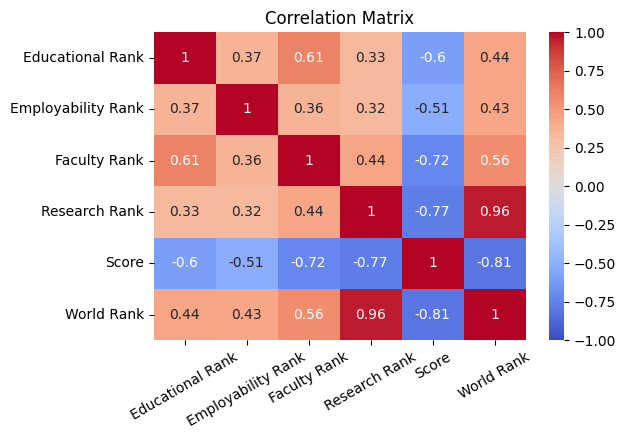 Correlation Matrix
Educational Rank 1 0.37 0.61 0.33 -0.6 0.44
Employability Rank 0.37 1 0.36 0.32 -0.51 0.43
Faculty Rank 0.61 0.36 1 0.44 -0.72 0.56
Research Rank 0.33 0.32 0.44 1 -0.77 0.96
Score -0.6 -0.51 -0.72 -0.77 1 -0.81
World Rank 0.44 0.43 0.56 0.96 -0.81 1
Educational Rank
Employability Rank
Faculty Rank
Research Rank
Score
World Rank
1.00
0.75
0.50
0.25
0.00
−0.25
−0.50
−0.75
−1.00